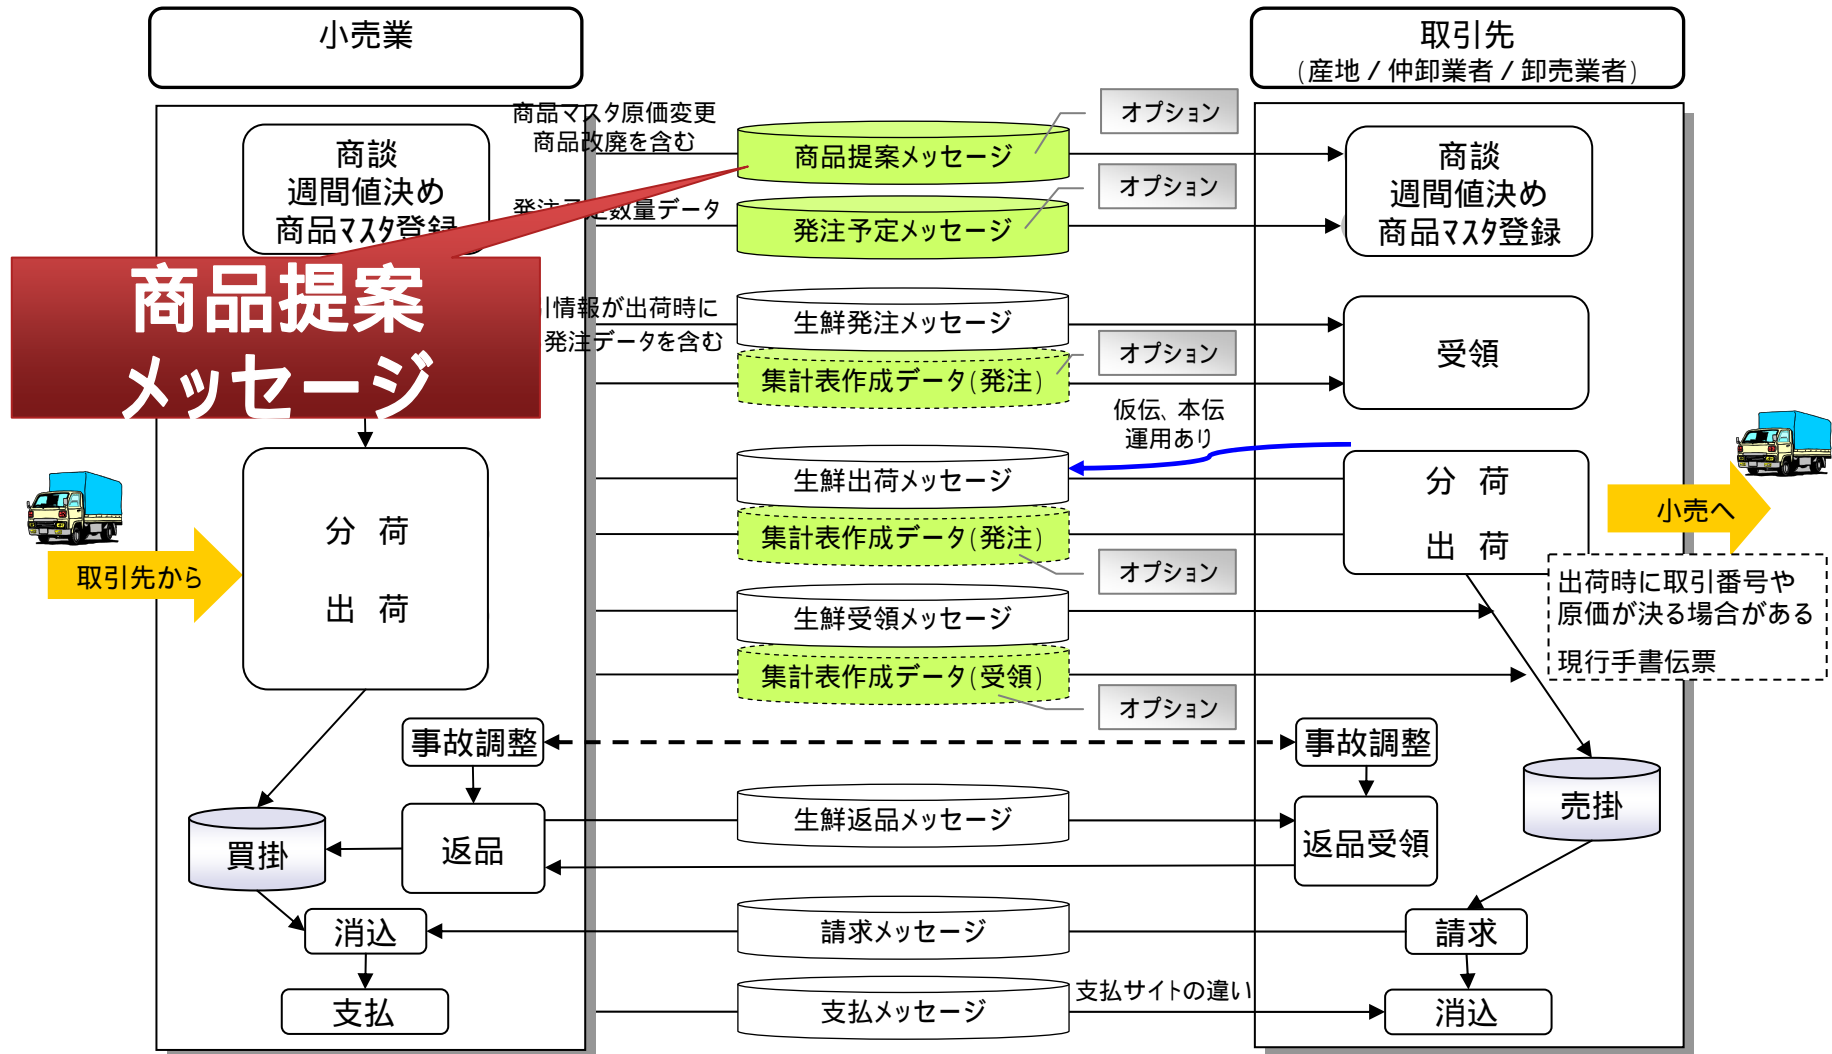 小売業
取引先
(産地/仲卸業者/卸売業者)
商品マスタ原価変更
商品改廃を含む
商品提案メッセージ
オプション
商談
週間値決め
商品マスタ登録
商談
週間値決め
商品マスタ登録
オプション
発注予定数量データ
発注予定メッセージ
商品提案
メッセージ
引情報が出荷時に
発注データを含む
生鮮発注メッセージ
オプション
集計表作成データ(発注)
受領
仮伝、本伝
運用あり
生鮮出荷メッセージ
集計表作成データ(発注)
オプション
分 荷
出 荷
分 荷
出 荷
取引先から
小売へ
出荷時に取引番号や
原価が決る場合がある
現行手書伝票
生鮮受領メッセージ
集計表作成データ(受領)
オプション
事故調整
事故調整
生鮮返品メッセージ
返品
返品受領
買掛
売掛
消込
請求メッセージ
請求
支払
支払メッセージ
支払サイトの違い
消込